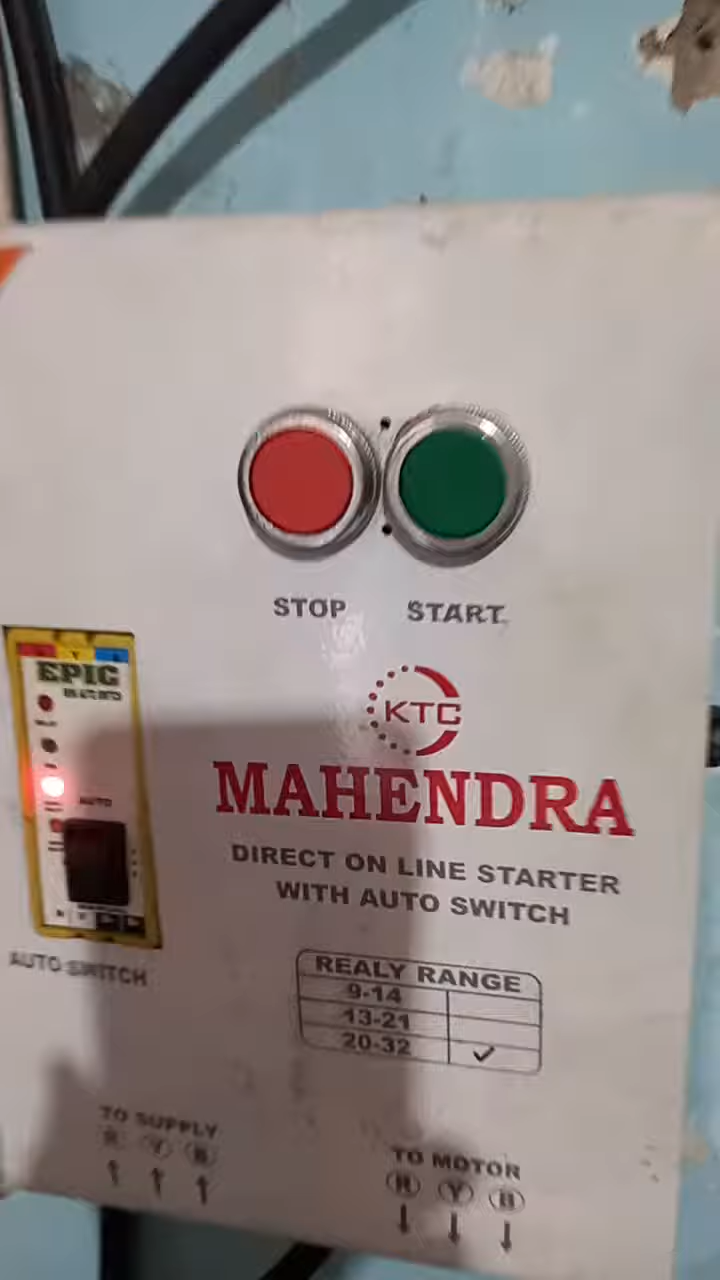 STOP START
EPIC
AUTO
AUTO SWITCH
KTC
MAHENDRA
DIRECT ON LINE STARTER
WITH AUTO SWITCH
REALY RANGE
9-14
13-21
20-32 ✓
TO SUPPLY
R Y B
TO MOTOR
R Y B